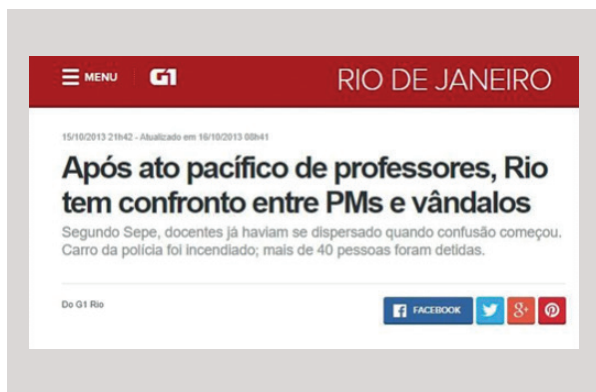 MENU
G1
RIO DE JANEIRO
15/10/2013 21h42 - Atualizado em 16/10/2013 08h41
Após ato pacífico de professores, Rio
tem confronto entre PMs e vândalos
Segundo Sepe, docentes já haviam se dispersado quando confusão começou.
Carro da polícia foi incendiado; mais de 40 pessoas foram detidas.
Do G1 Rio
FACEBOOK